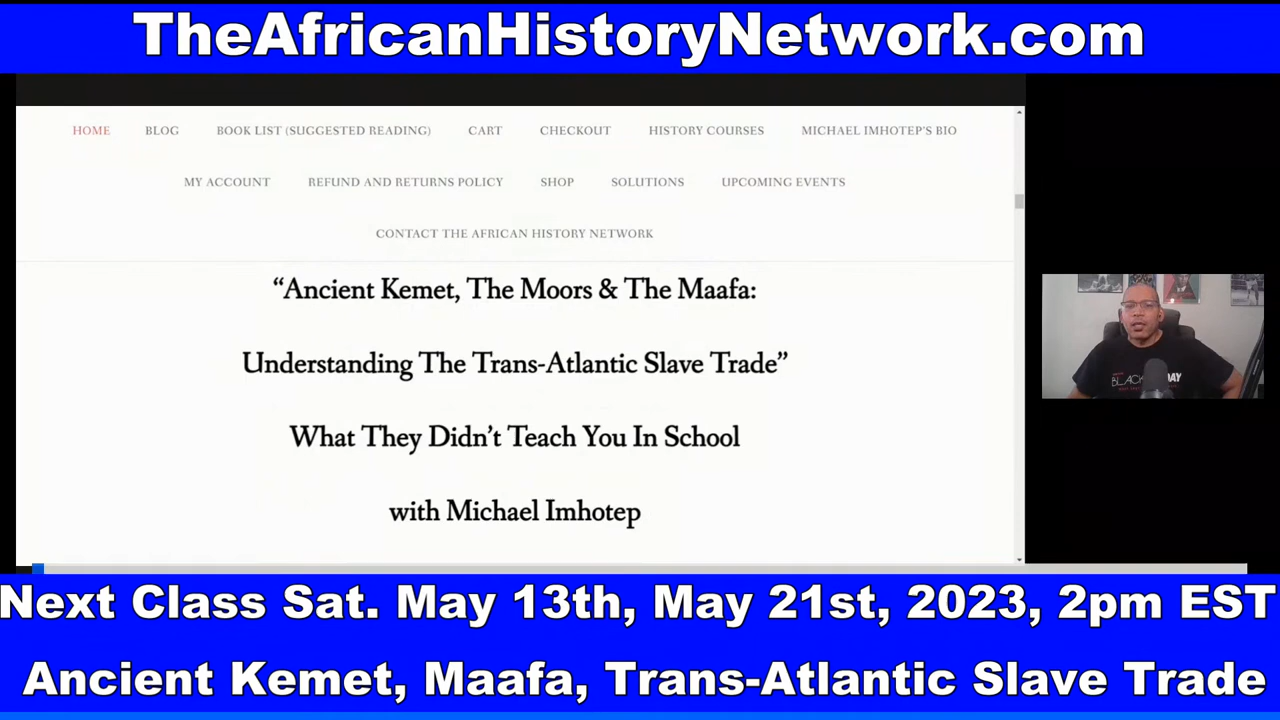 TheAfricanHistoryNetwork.com
HOME BLOG BOOK LIST (SUGGESTED READING) CART CHECKOUT HISTORY COURSES MICHAEL IMHOTEP'S BIO
MY ACCOUNT REFUND AND RETURNS POLICY SHOP SOLUTIONS UPCOMING EVENTS
CONTACT THE AFRICAN HISTORY NETWORK
“Ancient Kemet, The Moors & The Maafa:
Understanding The Trans-Atlantic Slave Trade”
What They Didn’t Teach You In School
with Michael Imhotep
Next Class Sat. May 13th, May 21st, 2023, 2pm EST
Ancient Kemet, Maafa, Trans-Atlantic Slave Trade